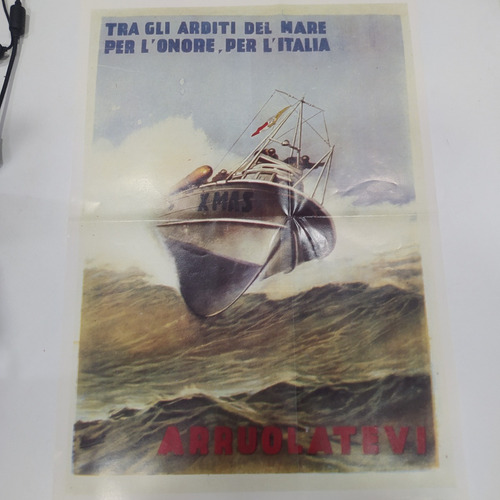 TRA GLI ARDITI DEL MARE
PER L'ONORE, PER L'ITALIA
X MAS
ARRUOLATEVI